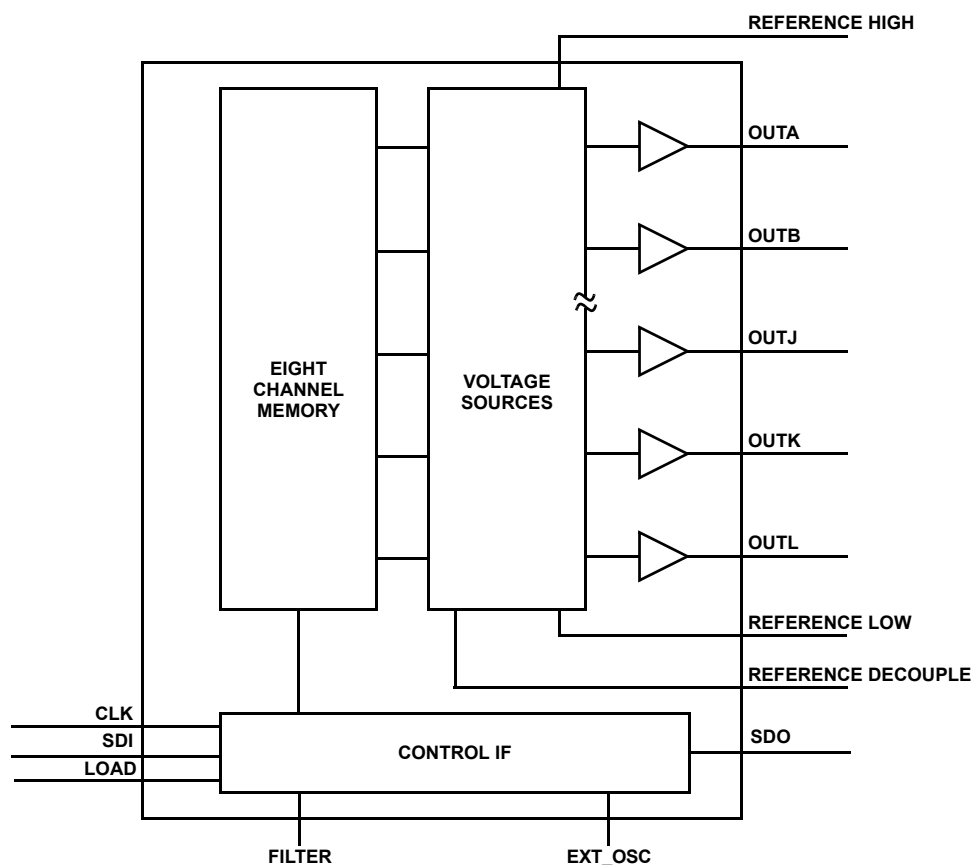 REFERENCE HIGH
OUTA
OUTB
OUTJ
EIGHT
CHANNEL
MEMORY
VOLTAGE
SOURCES
OUTK
OUTL
REFERENCE LOW
REFERENCE DECOUPLE
CLK
SDI
LOAD
CONTROL IF
SDO
FILTER
EXT_OSC